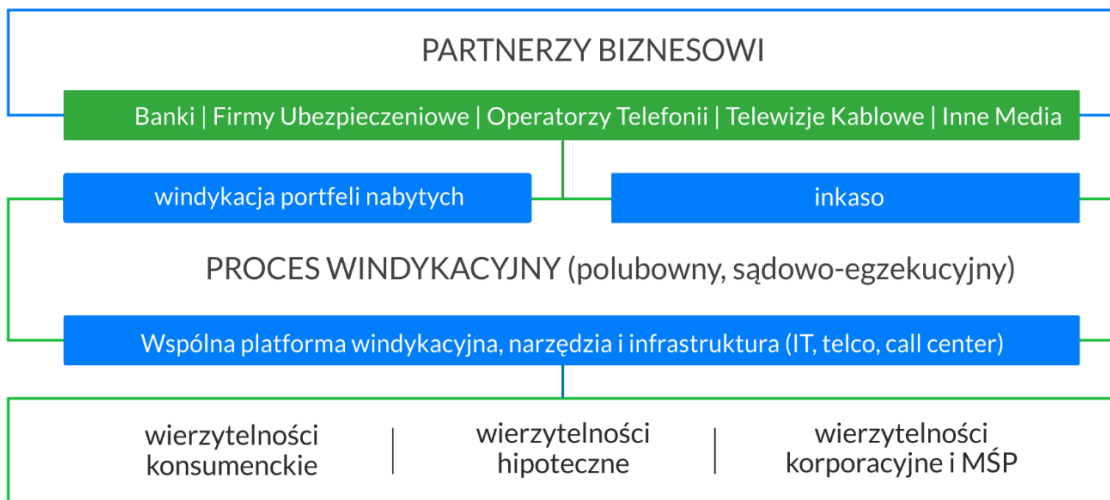 PARTNERZY BIZNESOWI
Banki | Firmy Ubezpieczeniowe | Operatorzy Telefonii | Telewizje Kablowe | Inne Media
windykacja portfeli nabytych
inkaso
PROCES WINDYKACYJNY (polubowny, sądowo-egzekucyjny)
Wspólna platforma windykacyjna, narzędzia i infrastruktura (IT, telco, call center)
wierzytelności
konsumenckie
wierzytelności
hipoteczne
wierzytelności
korporacyjne i MŚP